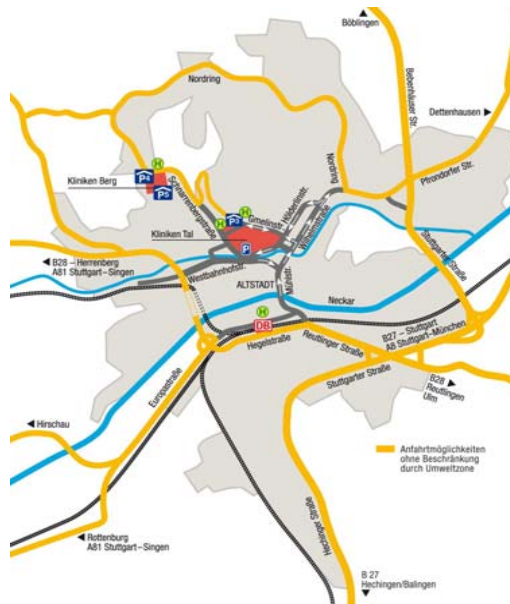 Böblingen
Nordring
Bebenhäuser Str.
Dettenhausen
Nordring
Pfrondorfer Str.
H
P4
P5
Kliniken Berg
Schnarrenbergstraße
H
P3
H
Gmelinstr.
Hölderlinstr.
Wilhelmstraße
Kliniken Tal
P
Stuttgarter Straße
B28 – Herrenberg
A81 Stuttgart–Singen
Westbahnhofstr.
ALTSTADT
Mühlstr.
Neckar
H
DB
Hegelstraße
Reutlinger Straße
B27 – Stuttgart
A8 Stuttgart–München
Stuttgarter Straße
B28
Reutlingen
Ulm
Europastraße
Hirschau
Anfahrtmöglichkeiten
ohne Beschränkung
durch Umweltzone
Hechinger Straße
Rottenburg
A81 Stuttgart–Singen
B 27
Hechingen/Balingen